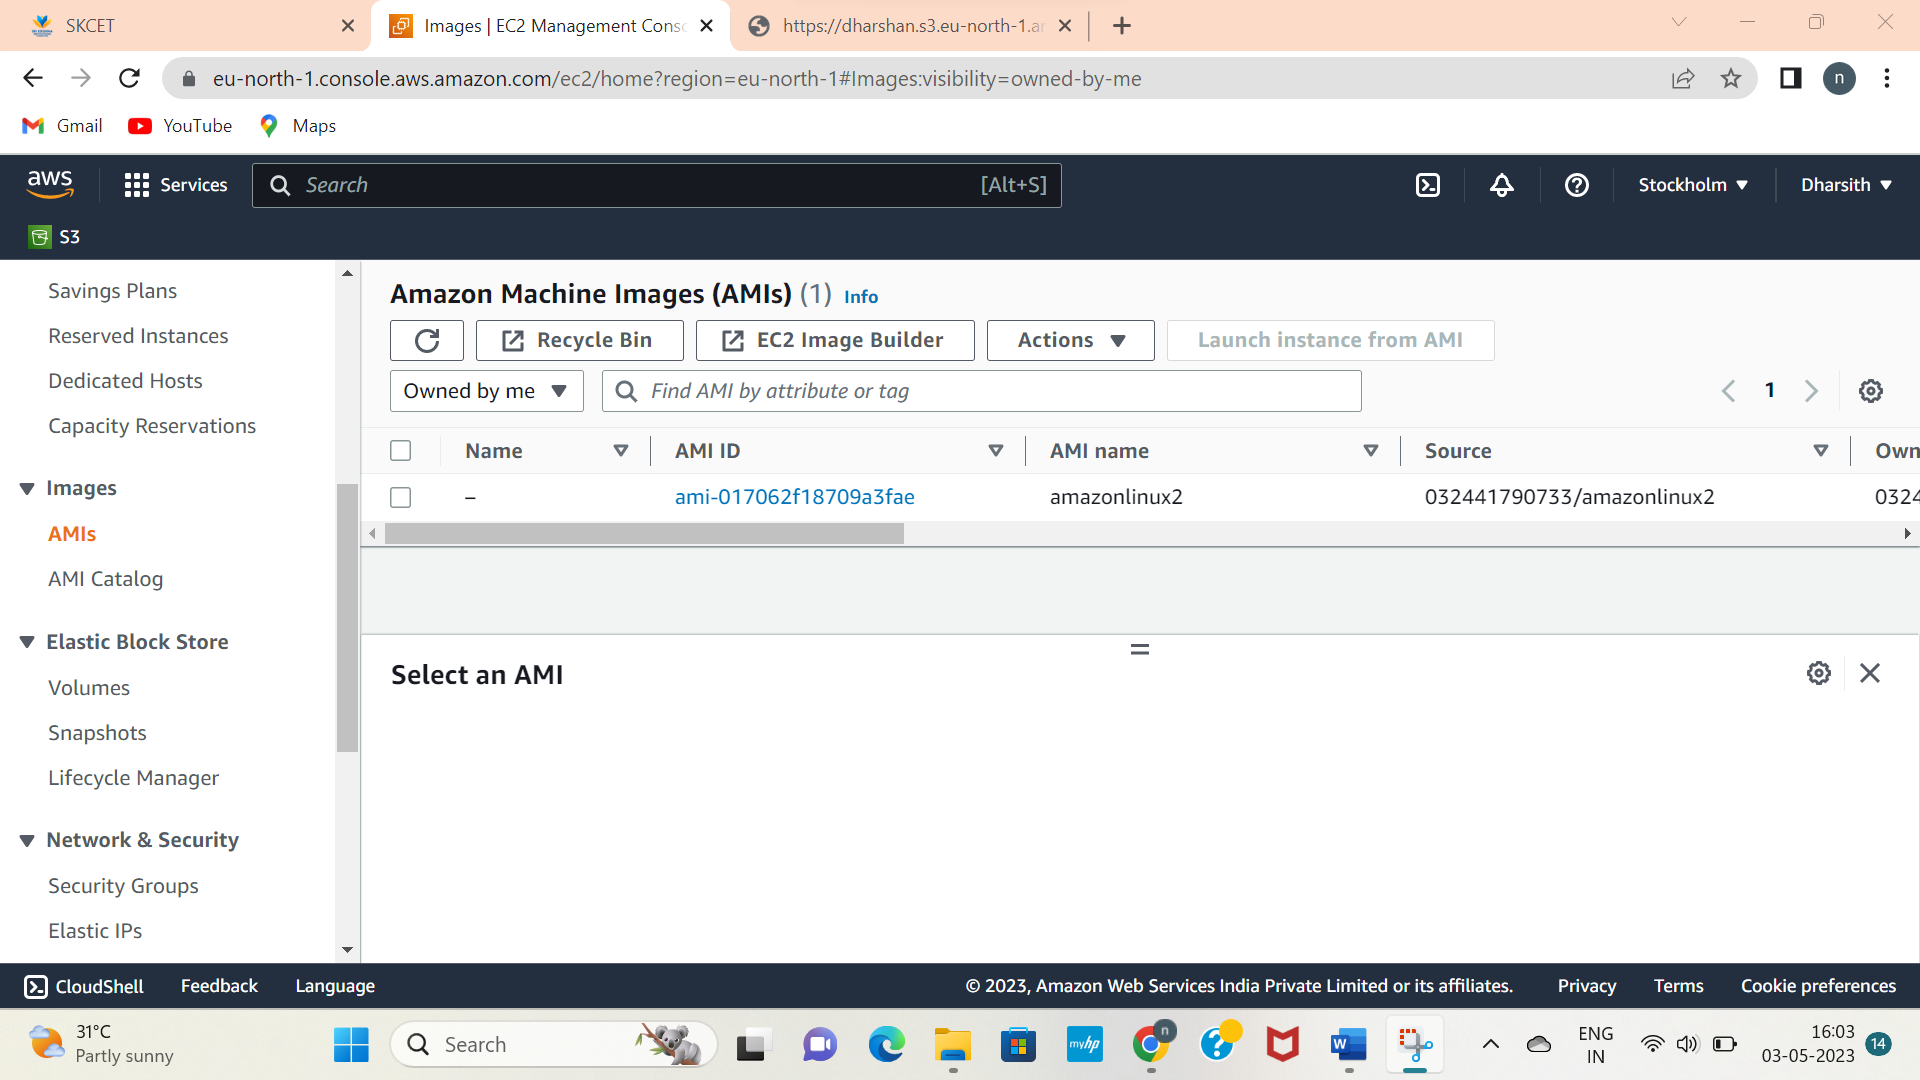 SKCET
Images | EC2 Management Conso
https://dharshan.s3.eu-north-1.am
eu-north-1.console.aws.amazon.com/ec2/home?region=eu-north-1#Images:visibility=owned-by-me
n
Gmail
YouTube
Maps
aws
Services
Search
[Alt+S]
Stockholm
Dharsith
S3
Savings Plans
Reserved Instances
Dedicated Hosts
Capacity Reservations
Images
AMIs
AMI Catalog
Elastic Block Store
Volumes
Snapshots
Lifecycle Manager
Network & Security
Security Groups
Elastic IPs
Amazon Machine Images (AMIs) (1) Info
Recycle Bin
EC2 Image Builder
Actions
Launch instance from AMI
Owned by me
Find AMI by attribute or tag
1
Name
AMI ID
AMI name
Source
Own
–
ami-017062f18709a3fae
amazonlinux2
032441790733/amazonlinux2
0324
Select an AMI
CloudShell
Feedback
Language
© 2023, Amazon Web Services India Private Limited or its affiliates.
Privacy
Terms
Cookie preferences
31°C
Partly sunny
Search
myhp
n
W
ENG
IN
16:03
03-05-2023
14